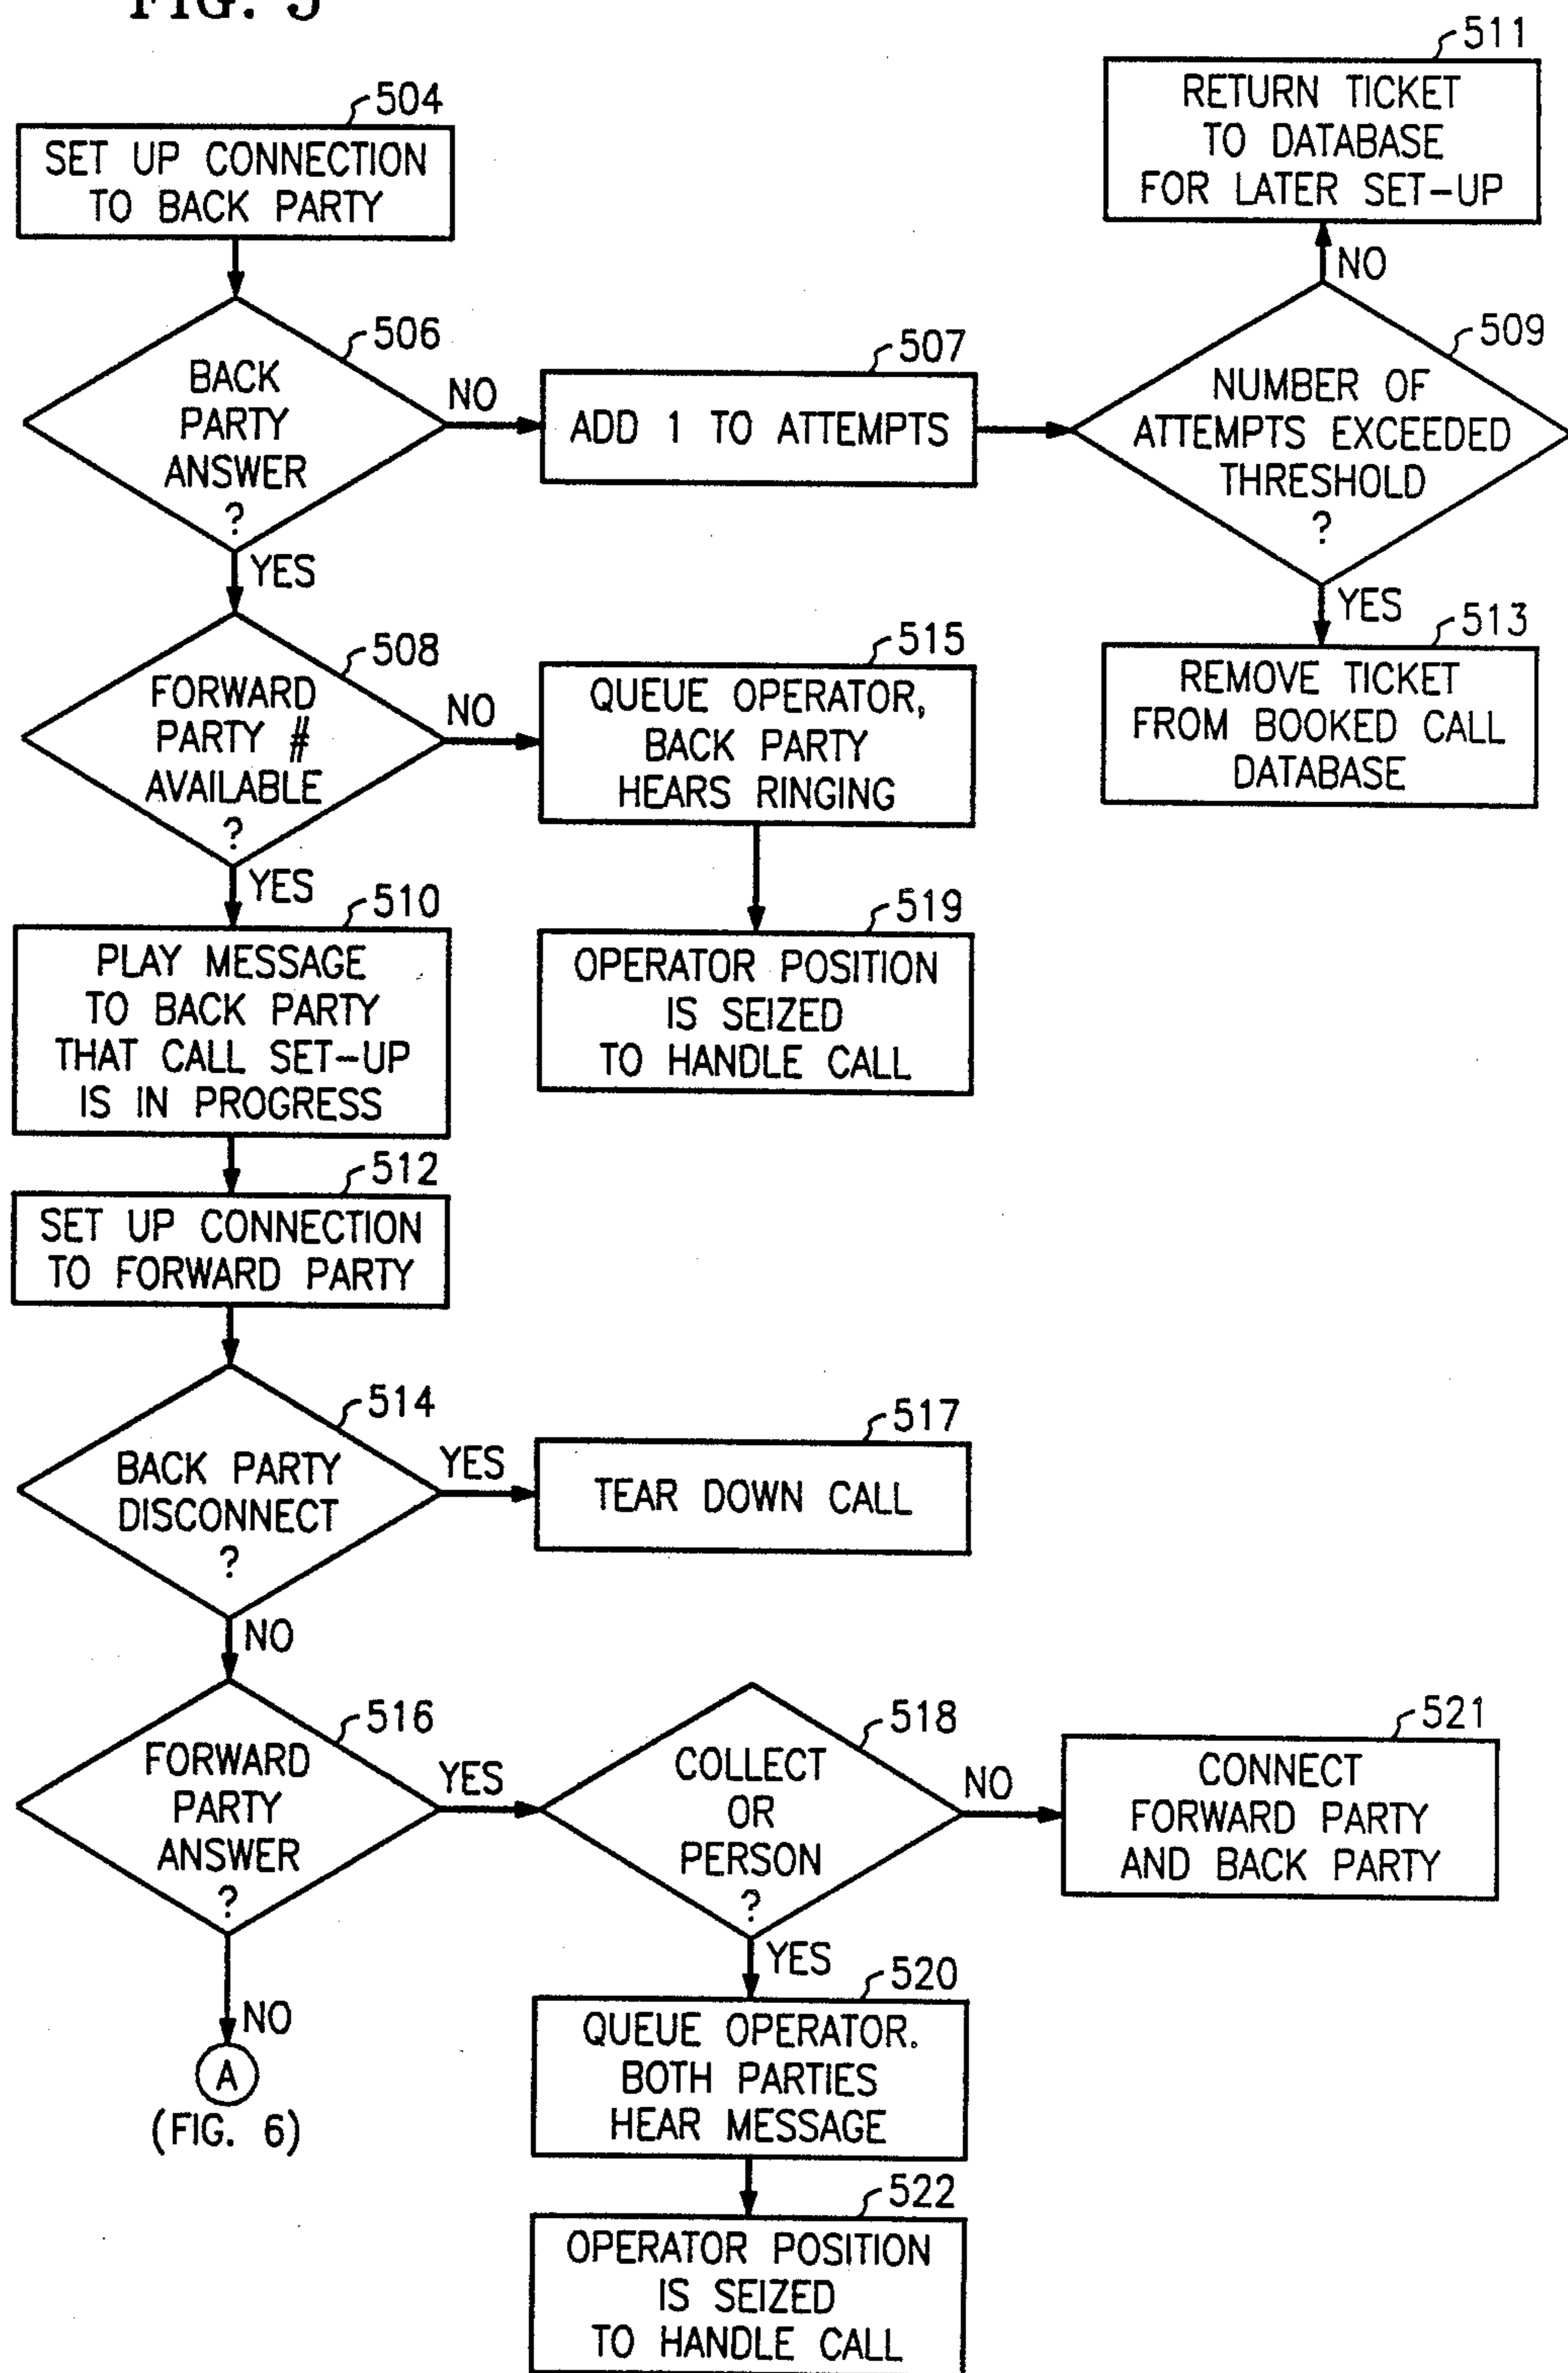 FIG. 5
504
SET UP CONNECTION
TO BACK PARTY
506
BACK
PARTY
ANSWER
?
NO
YES
507
ADD 1 TO ATTEMPTS
509
NUMBER OF
ATTEMPTS EXCEEDED
THRESHOLD
?
NO
YES
511
RETURN TICKET
TO DATABASE
FOR LATER SET-UP
513
REMOVE TICKET
FROM BOOKED CALL
DATABASE
508
FORWARD
PARTY #
AVAILABLE
?
NO
YES
515
QUEUE OPERATOR,
BACK PARTY
HEARS RINGING
519
OPERATOR POSITION
IS SEIZED
TO HANDLE CALL
510
PLAY MESSAGE
TO BACK PARTY
THAT CALL SET-UP
IS IN PROGRESS
512
SET UP CONNECTION
TO FORWARD PARTY
514
BACK PARTY
DISCONNECT
?
YES
NO
517
TEAR DOWN CALL
516
FORWARD
PARTY
ANSWER
?
YES
NO
A
(FIG. 6)
518
COLLECT
OR
PERSON
?
NO
YES
521
CONNECT
FORWARD PARTY
AND BACK PARTY
520
QUEUE OPERATOR.
BOTH PARTIES
HEAR MESSAGE
522
OPERATOR POSITION
IS SEIZED
TO HANDLE CALL